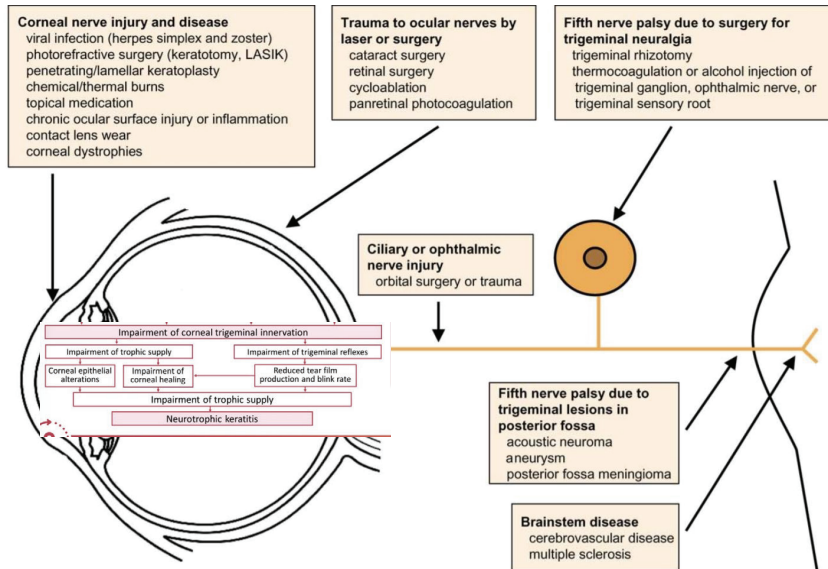 Corneal nerve injury and disease
viral infection (herpes simplex and zoster)
photorefractive surgery (keratotomy, LASIK)
penetrating/lamellar keratoplasty
chemical/thermal burns
topical medication
chronic ocular surface injury or inflammation
contact lens wear
corneal dystrophies
Trauma to ocular nerves by
laser or surgery
cataract surgery
retinal surgery
cycloablation
panretinal photocoagulation
Fifth nerve palsy due to surgery for
trigeminal neuralgia
trigeminal rhizotomy
thermocoagulation or alcohol injection of
trigeminal ganglion, ophthalmic nerve, or
trigeminal sensory root
Ciliary or ophthalmic
nerve injury
orbital surgery or trauma
Impairment of corneal trigeminal innervation
Impairment of trophic supply
Impairment of trigeminal reflexes
Corneal epithelial
alterations
Impairment of
corneal healing
Reduced tear film
production and blink rate
Impairment of trophic supply
Neurotrophic keratitis
Fifth nerve palsy due to
trigeminal lesions in
posterior fossa
acoustic neuroma
aneurysm
posterior fossa meningioma
Brainstem disease
cerebrovascular disease
multiple sclerosis